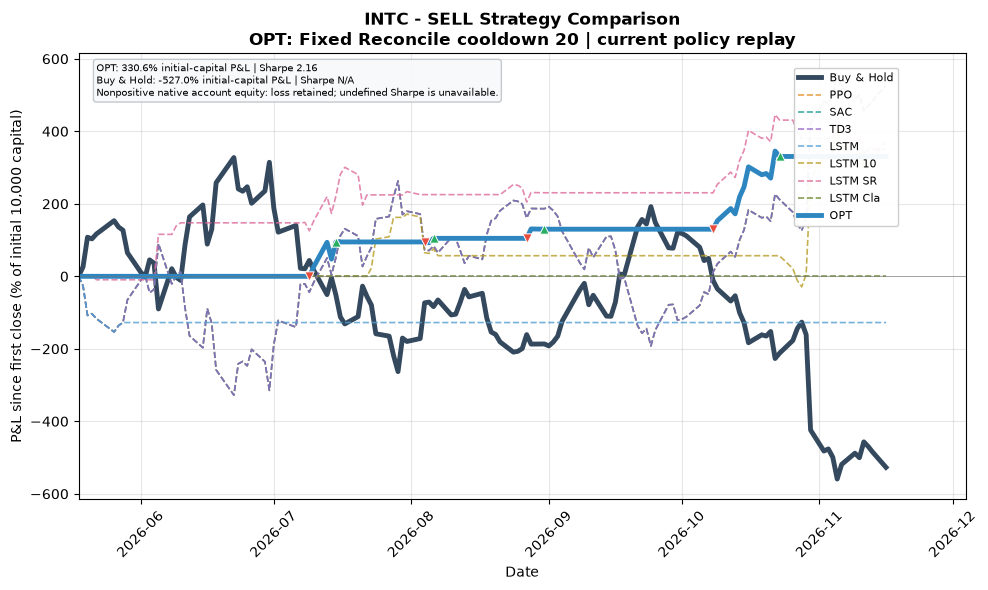 INTC - SELL Strategy Comparison
OPT: Fixed Reconcile cooldown 20 | current policy replay
OPT: 330.6% initial-capital P&L | Sharpe 2.16
Buy & Hold: -527.0% initial-capital P&L | Sharpe N/A
Nonpositive native account equity: loss retained; undefined Sharpe is unavailable.
Buy & Hold
PPO
SAC
TD3
LSTM
LSTM 10
LSTM SR
LSTM Cla
OPT
P&L since first close (% of initial 10,000 capital)
600
400
200
0
−200
−400
−600
2026-06
2026-07
2026-08
2026-09
2026-10
2026-11
2026-12
Date